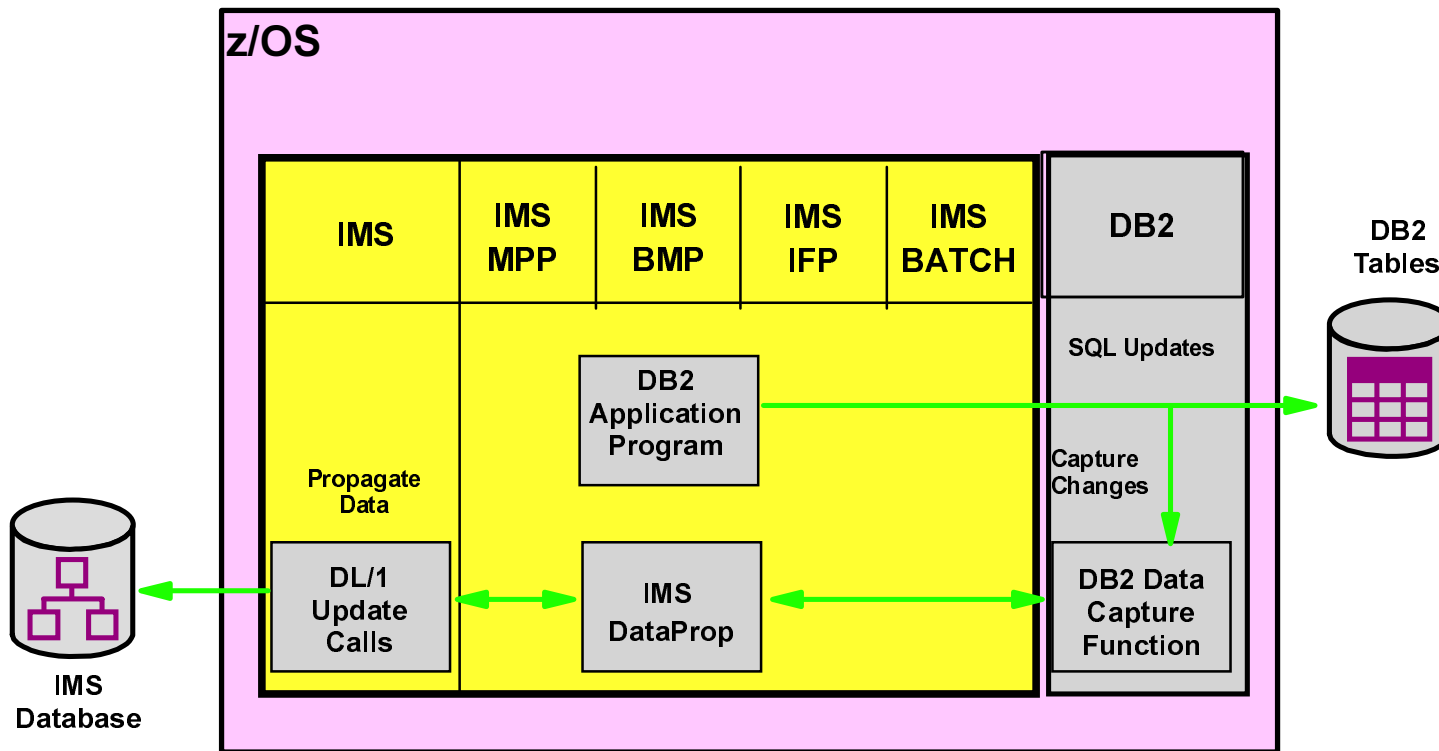 z/OS
IMS
IMS
MPP
IMS
BMP
IMS
IFP
IMS
BATCH
DB2
DB2
Tables
SQL Updates
DB2
Application
Program
Capture
Changes
Propagate
Data
DL/1
Update
Calls
IMS
DataProp
DB2 Data
Capture
Function
IMS
Database